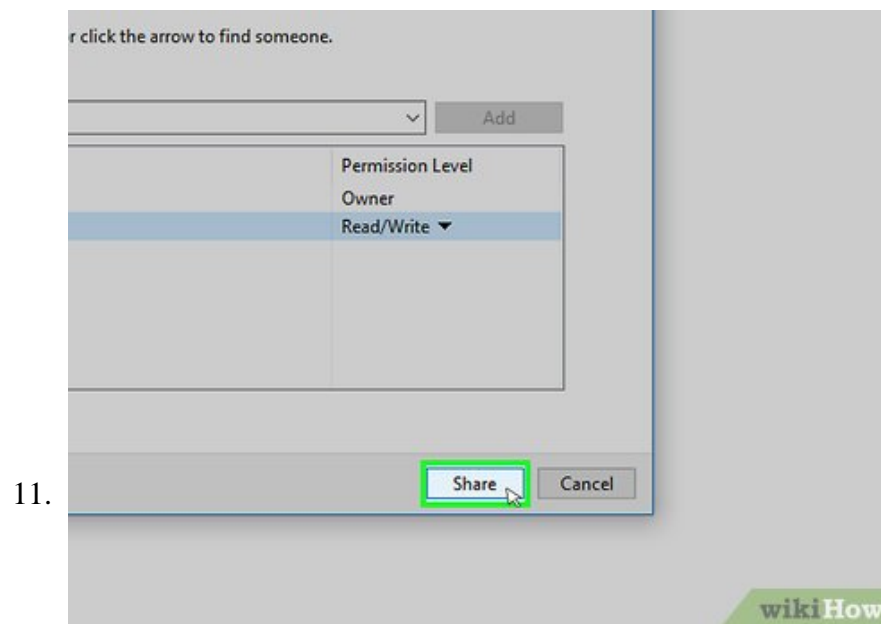 r click the arrow to find someone.
Add
Permission Level
Owner
Read/Write
11.
Share
Cancel
wikiHow